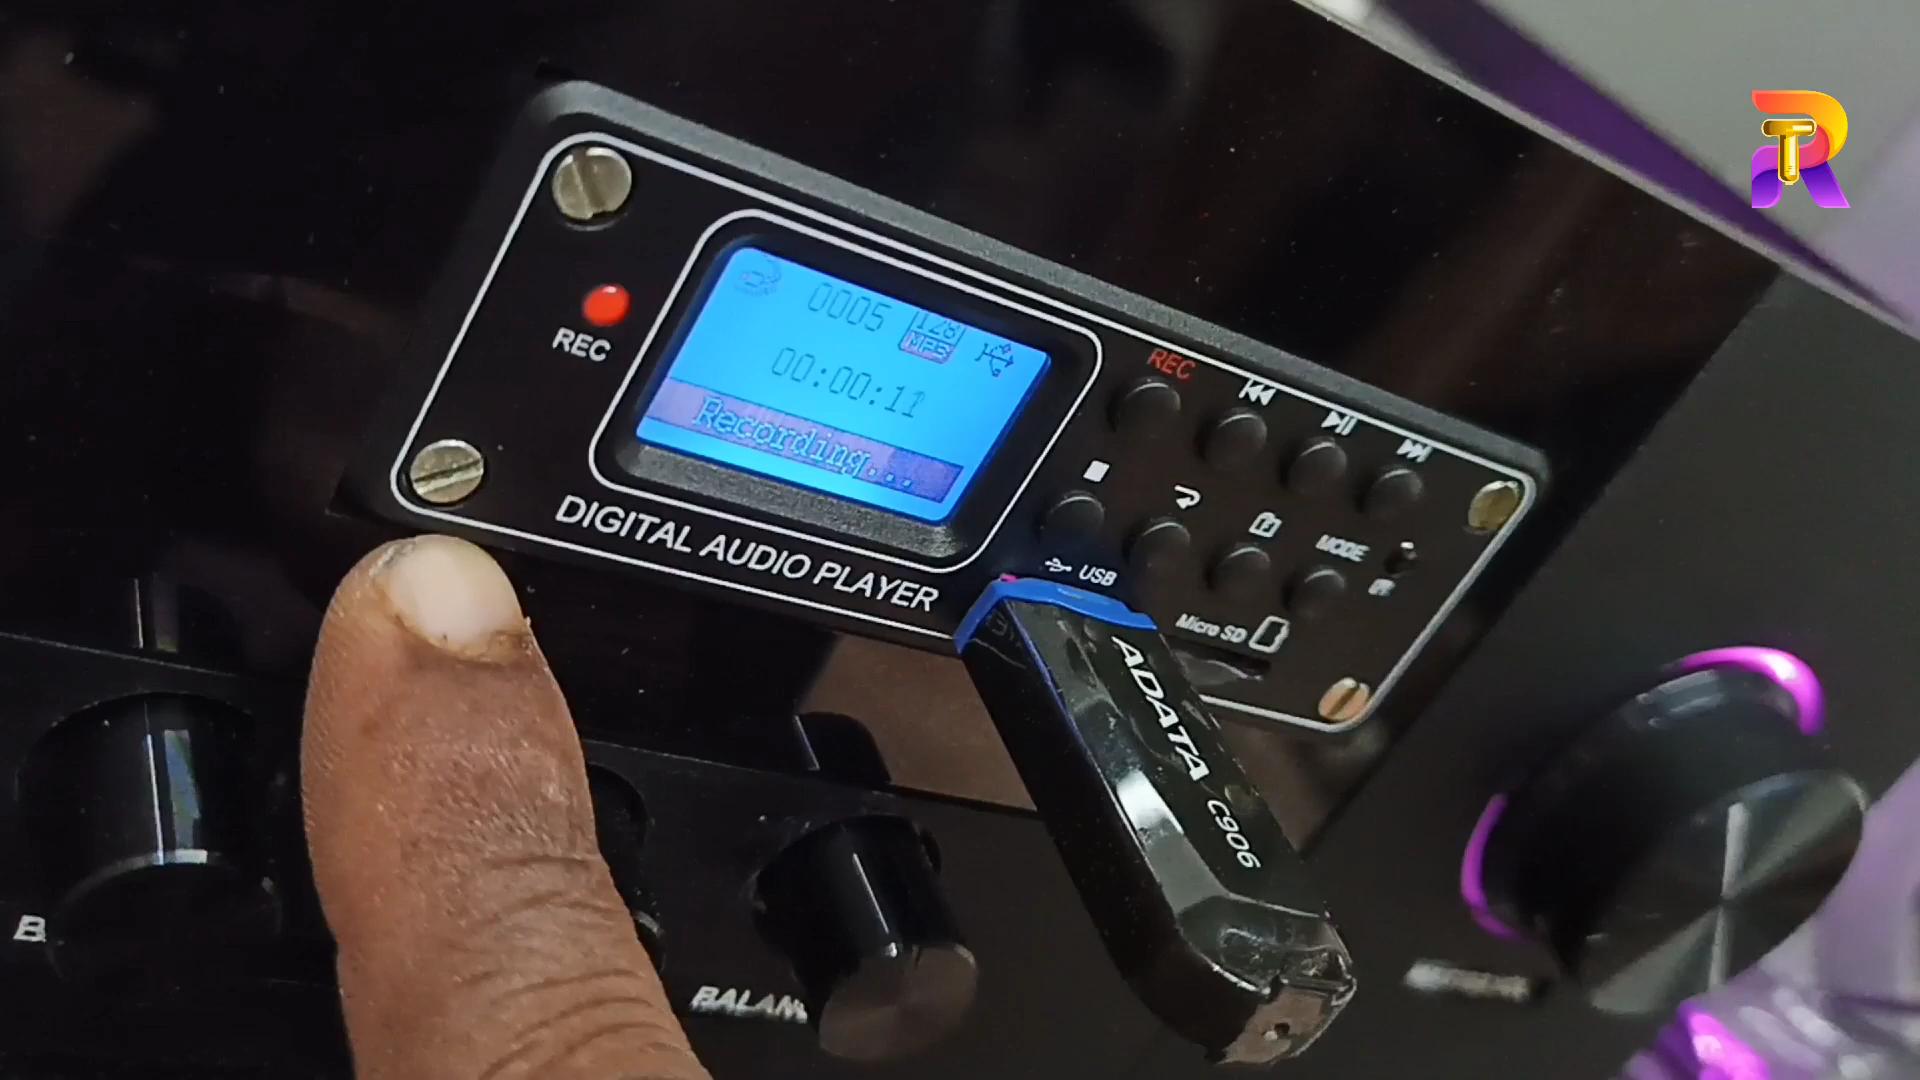 REC
0005
128
MP3
00:00:11
Recording...
DIGITAL AUDIO PLAYER
REC
MODE
IR
USB
Micro SD
ADATA C906
B
BALAN